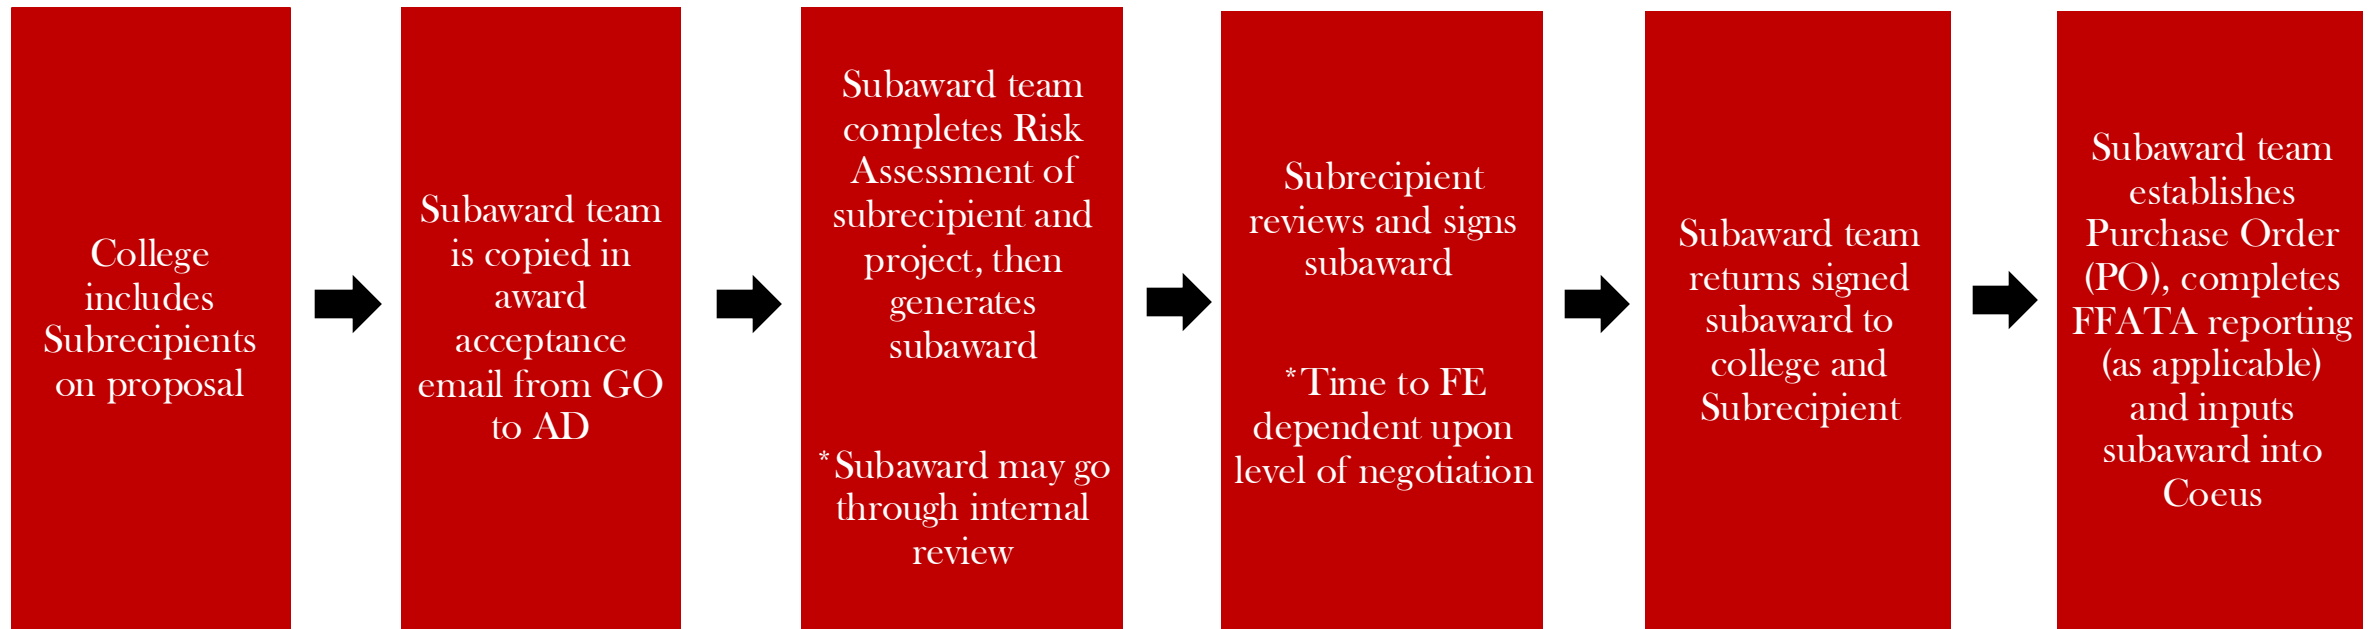 College
includes
Subrecipients
on proposal
Subaward team
is copied in
award
acceptance
email from GO
to AD
Subaward team
completes Risk
Assessment of
subrecipient and
project, then
generates
subaward
*Subaward may go
through internal
review
Subrecipient
reviews and signs
subaward
*Time to FE
dependent upon
level of negotiation
Subaward team
returns signed
subaward to
college and
Subrecipient
Subaward team
establishes
Purchase Order
(PO), completes
FFATA reporting
(as applicable)
and inputs
subaward into
Coeus